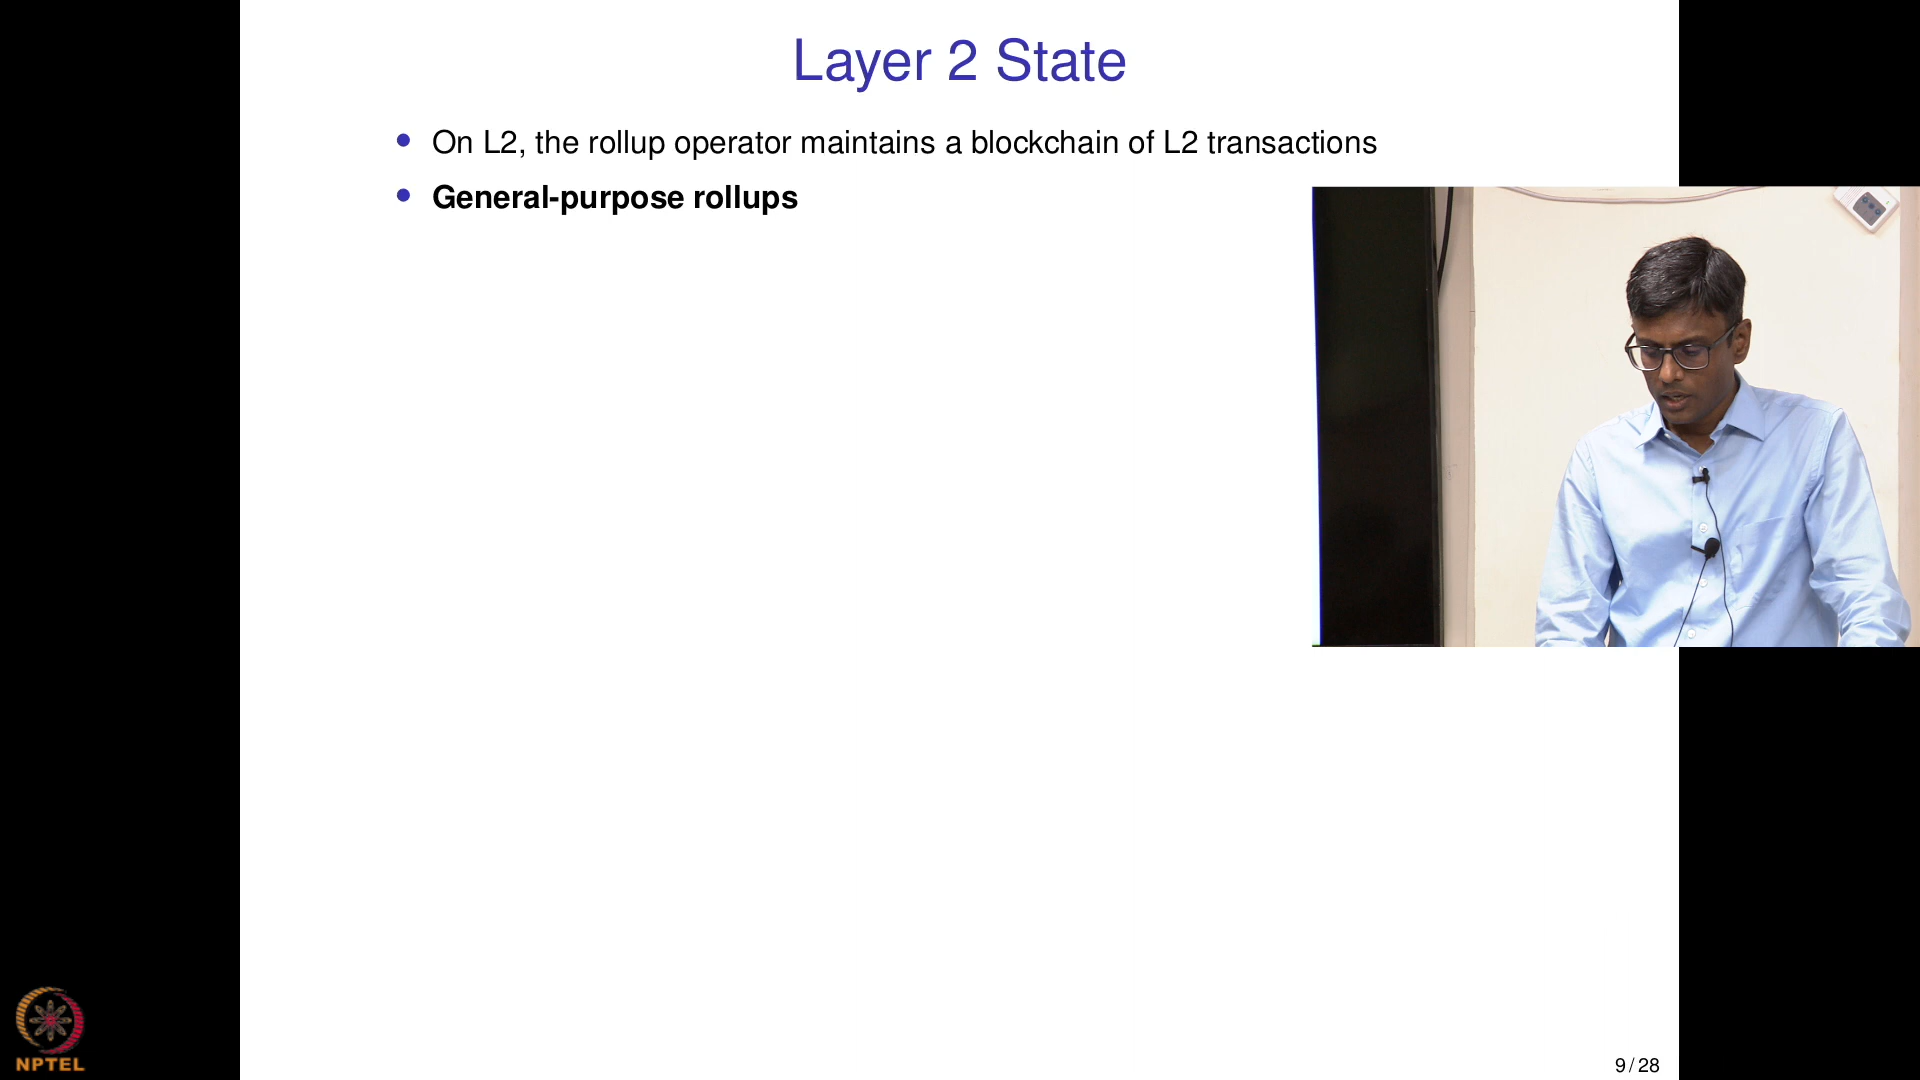 Layer 2 State
On L2, the rollup operator maintains a blockchain of L2 transactions
General-purpose rollups
NPTEL
9 / 28